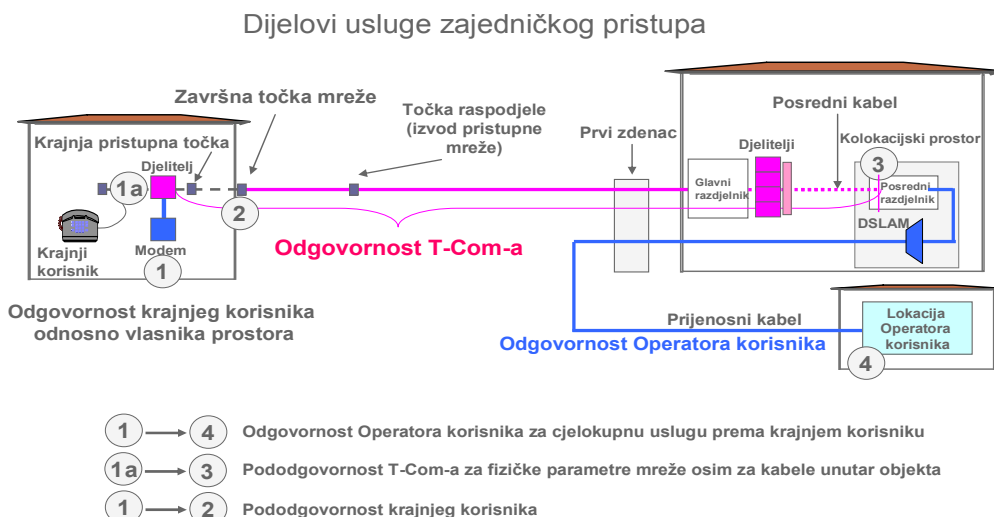 Dijelovi usluge zajedničkog pristupa
Završna točka mreže
Točka raspodjele
(izvod pristupne
mreže)
Prvi zdenac
Posredni kabel
Kolokacijski prostor
Krajnja pristupna točka
Djelitelj
Djelitelji
1a
2
3
Glavni
razdjelnik
Posredni
razdjelnik
DSLAM
Krajnji
korisnik
Modem
1
Odgovornost T-Com-a
Odgovornost krajnjeg korisnika
odnosno vlasnika prostora
Prijenosni kabel
Odgovornost Operatora korisnika
Lokacija
Operatora
korisnika
4
1 4 Odgovornost Operatora korisnika za cjelokupnu uslugu prema krajnjem korisniku
1a 3 Pododgovornost T-Com-a za fizičke parametre mreže osim za kabele unutar objekta
1 2 Pododgovornost krajnjeg korisnika